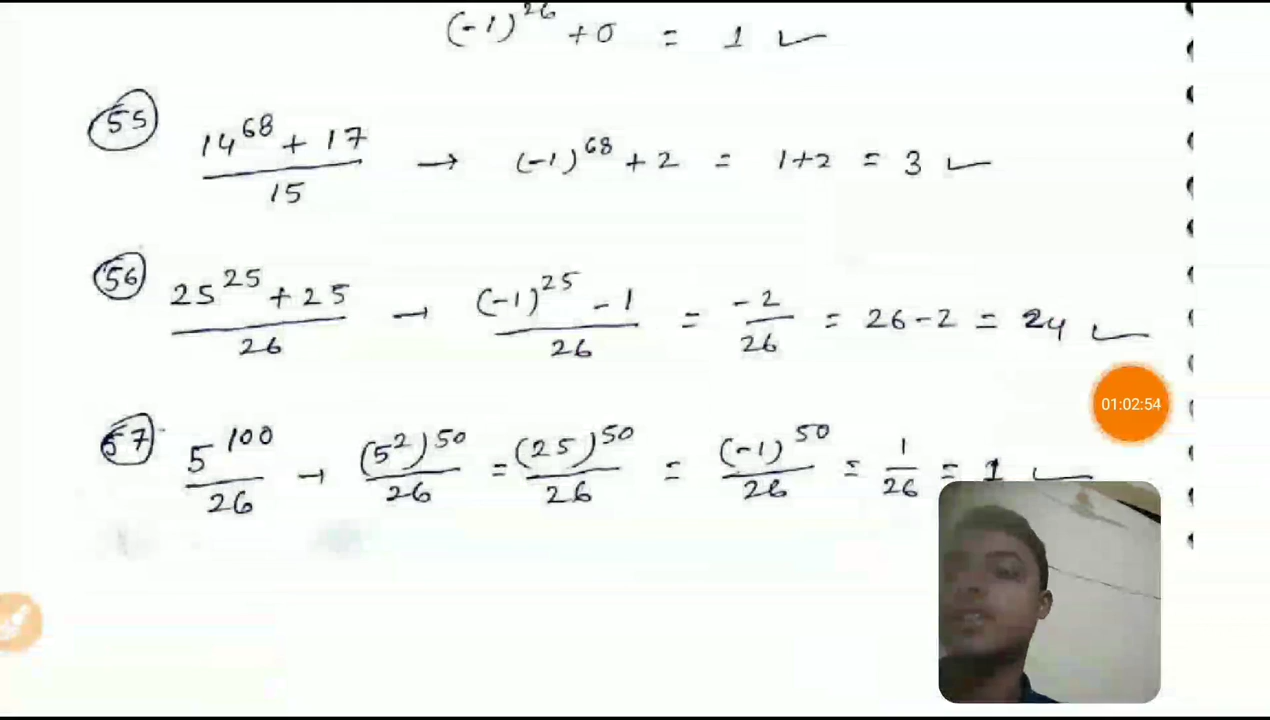 (-1)^26 + 0 = 1 ✓
55 (14^68 + 17)/15 → (-1)^68 + 2 = 1+2 = 3 ✓
56 (25^25 + 25)/26 → ((-1)^25 - 1)/26 = -2/26 = 26-2 = 24 ✓
57 5^100/26 → (5^2)^50/26 = (25)^50/26 = (-1)^50/26 = 1/26 = 1 ✓
01:02:54